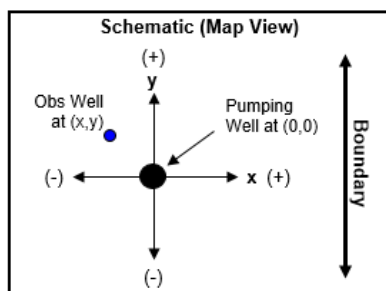 Schematic (Map View)
(+)
y
Obs Well
at (x,y)
Pumping
Well at (0,0)
(-)
x (+)
(-)
Boundary